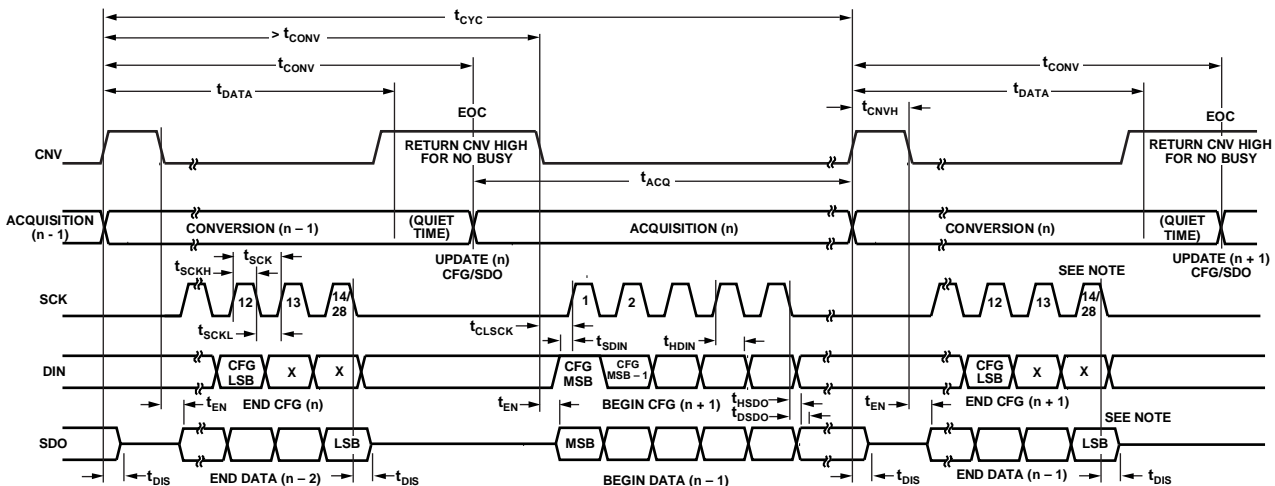 tCYC
> tCONV
tCONV
tCONV
tDATA
tDATA
tCNVH
EOC
EOC
CNV
RETURN CNV HIGH
FOR NO BUSY
RETURN CNV HIGH
FOR NO BUSY
tACQ
ACQUISITION
(n - 1)
CONVERSION (n – 1)
(QUIET
TIME)
ACQUISITION (n)
CONVERSION (n)
(QUIET
TIME)
UPDATE (n)
CFG/SDO
UPDATE (n + 1)
CFG/SDO
tSCK
tSCKH
SEE NOTE
SCK
12
13
14/
28
1
2
12
13
14/
28
tSCKL
tCLSCK
tSDIN
tHDIN
DIN
CFG
LSB
X
X
CFG
MSB
CFG
MSB – 1
CFG
LSB
X
X
tEN
END CFG (n)
tEN
BEGIN CFG (n + 1)
tHSDO
tDSDO
tEN
END CFG (n + 1)
SEE NOTE
SDO
LSB
MSB
LSB
tDIS
END DATA (n – 2)
tDIS
BEGIN DATA (n – 1)
tDIS
END DATA (n – 1)
tDIS